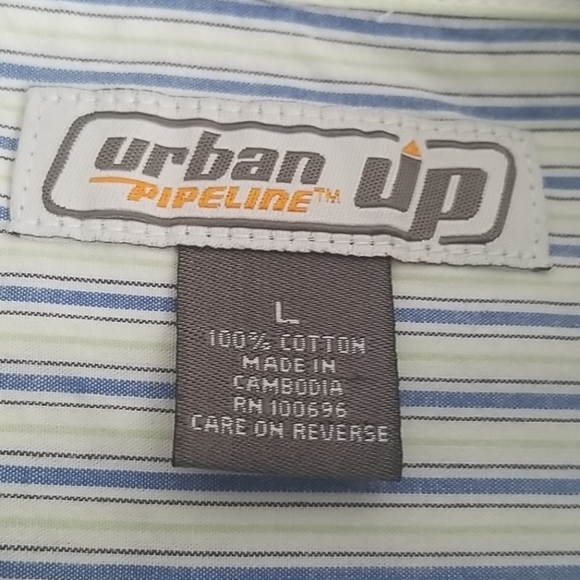 urban up
PIPELINE™
L
100% COTTON
MADE IN
CAMBODIA
RN 100696
CARE ON REVERSE